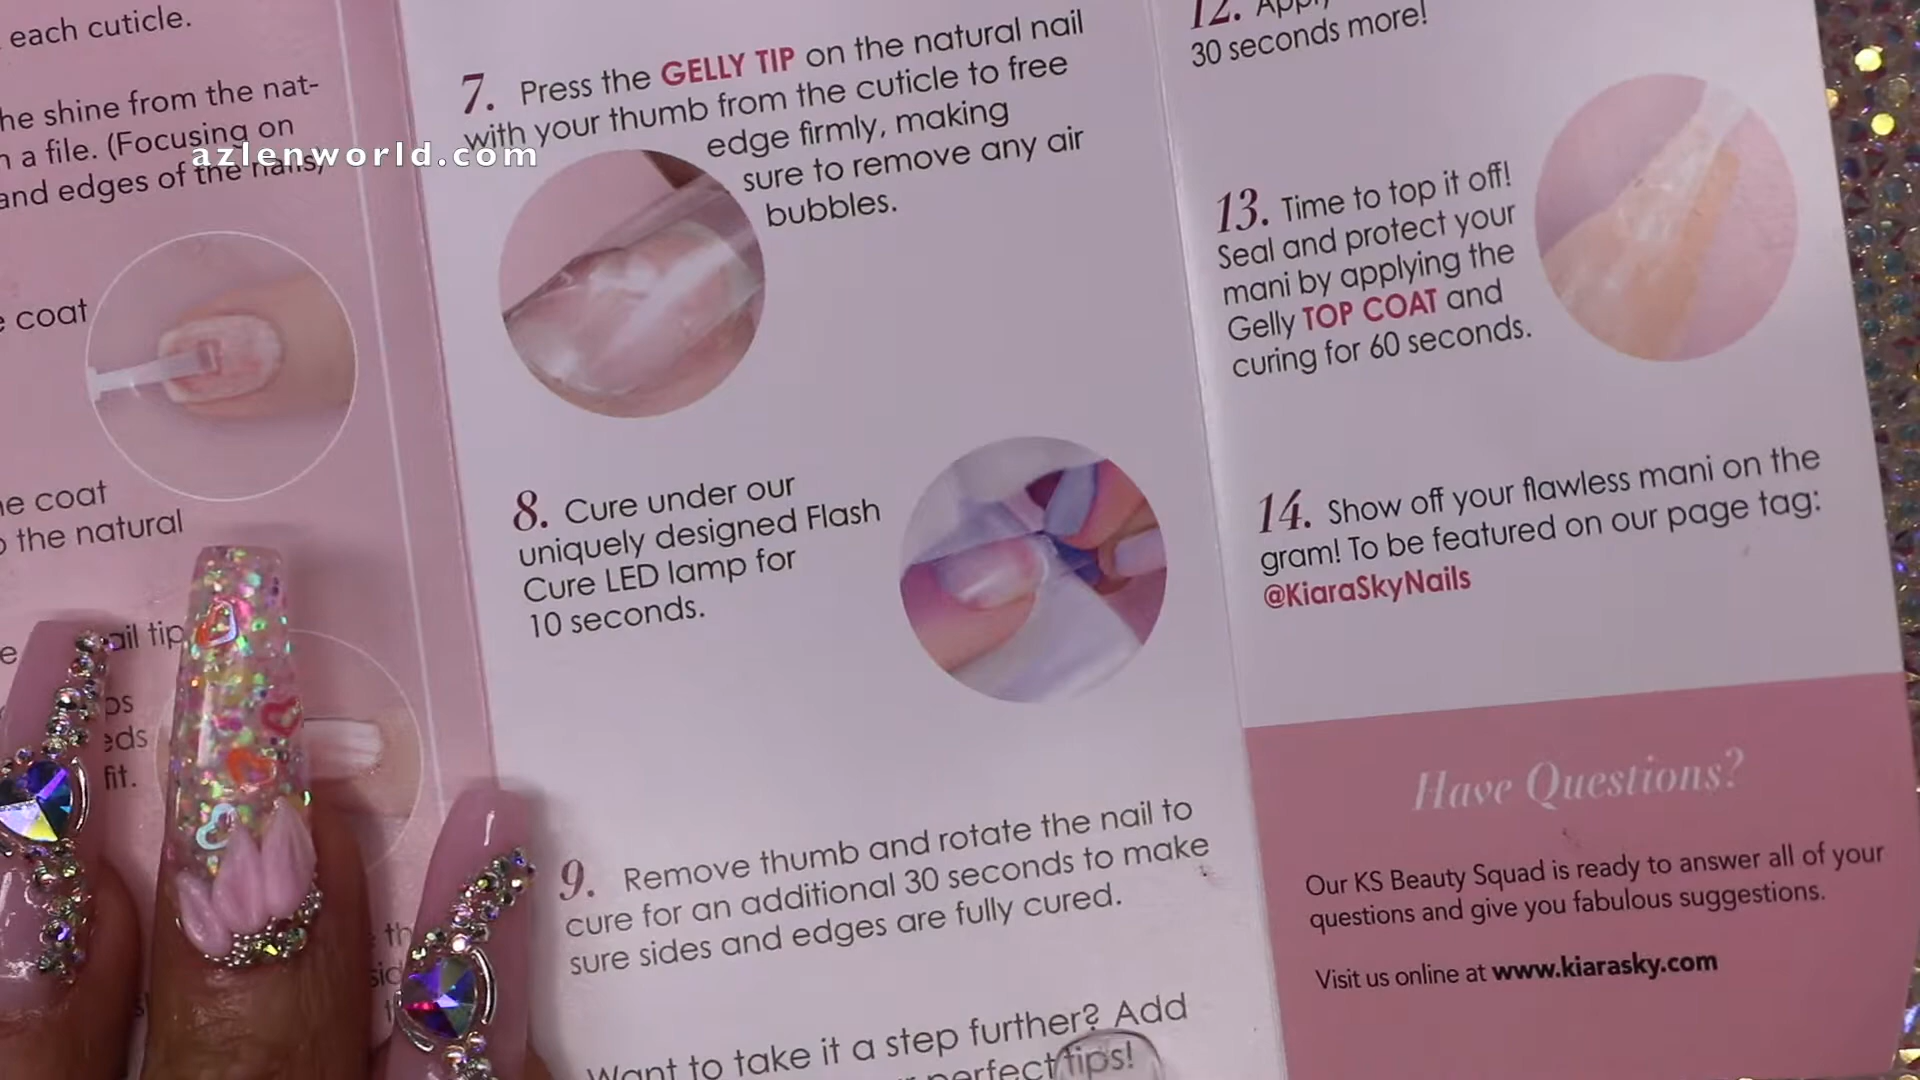 each cuticle.
he shine from the nat-
a file. (Focusing on
and edges of the nails)
coat
he coat
the natural
ail tip
fit.
azlenworld.com
7. Press the GELLY TIP on the natural nail
with your thumb from the cuticle to free
edge firmly, making
sure to remove any air
bubbles.
8. Cure under our
uniquely designed Flash
Cure LED lamp for
10 seconds.
9. Remove thumb and rotate the nail to
cure for an additional 30 seconds to make
sure sides and edges are fully cured.
Want to take it a step further? Add
perfect tips!
12.
30 seconds more!
13. Time to top it off!
Seal and protect your
mani by applying the
Gelly TOP COAT and
curing for 60 seconds.
14. Show off your flawless mani on the
gram! To be featured on our page tag:
@KiaraSkyNails
Have Questions?
Our KS Beauty Squad is ready to answer all of your
questions and give you fabulous suggestions.
Visit us online at www.kiarasky.com